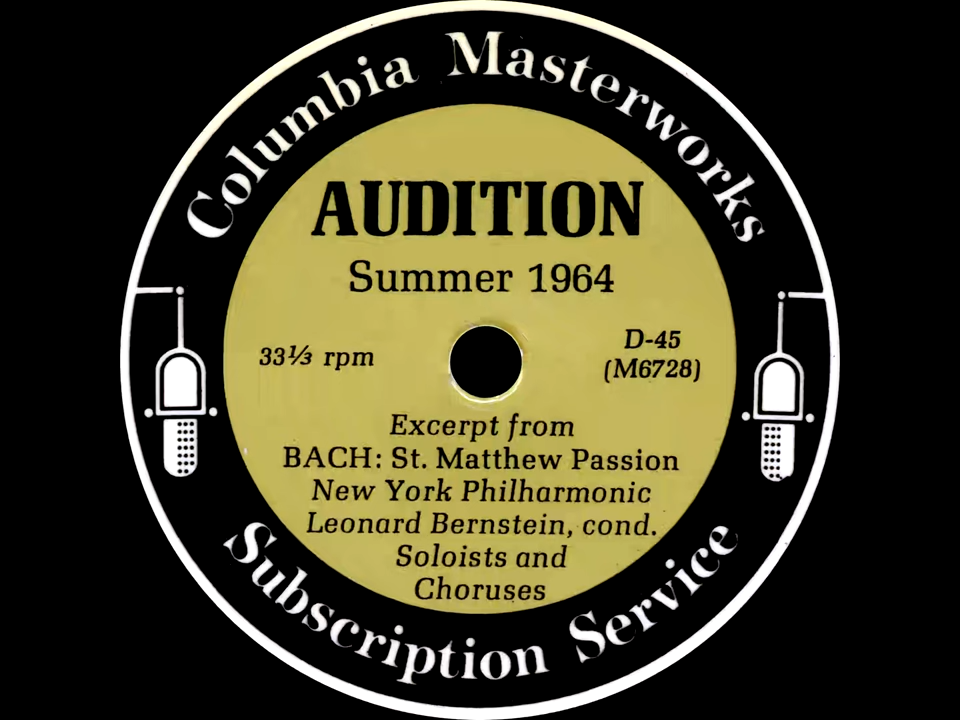 Columbia Masterworks
AUDITION
Summer 1964
33⅓ rpm
D-45
(M6728)
Excerpt from
BACH: St. Matthew Passion
New York Philharmonic
Leonard Bernstein, cond.
Soloists and
Choruses
Subscription Service